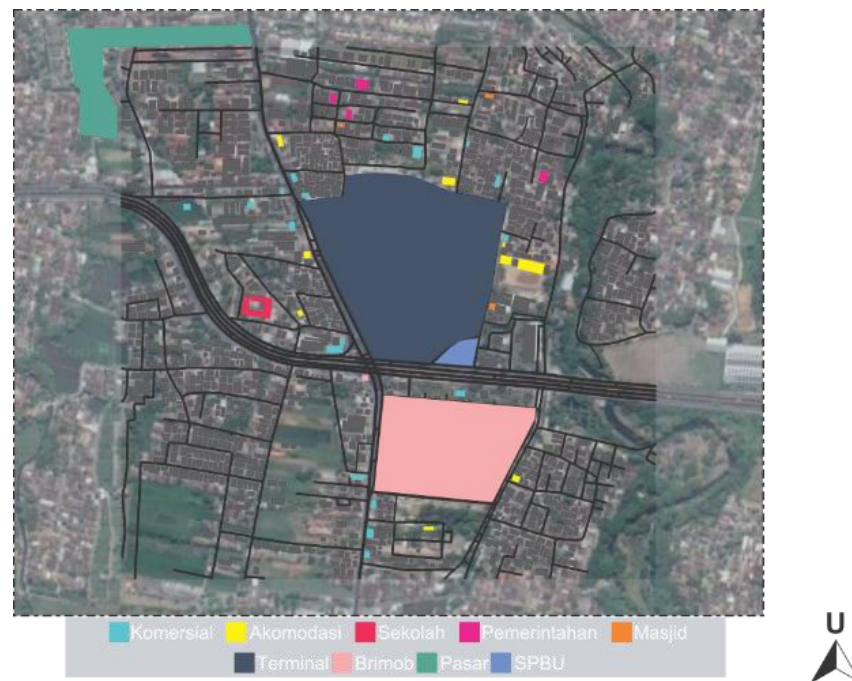 Komersial Akomodasi Sekolah Pemerintahan Masjid
Terminal Brimob Pasar SPBU
U